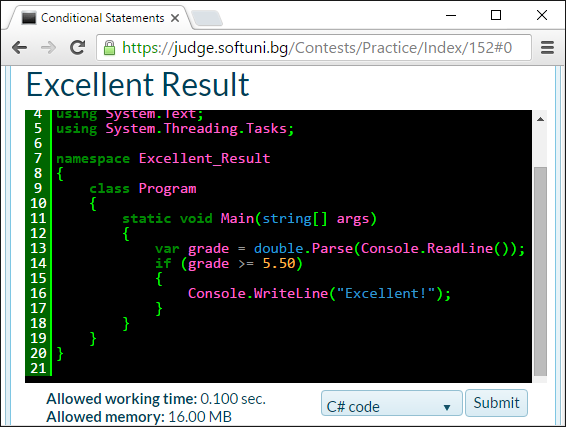 Conditional Statements
https://judge.softuni.bg/Contests/Practice/Index/152#0
Excellent Result
4 using System.Text;
5 using System.Threading.Tasks;
6
7 namespace Excellent_Result
8 {
9 class Program
10 {
11 static void Main(string[] args)
12 {
13 var grade = double.Parse(Console.ReadLine());
14 if (grade >= 5.50)
15 {
16 Console.WriteLine("Excellent!");
17 }
18 }
19 }
20 }
21
Allowed working time: 0.100 sec.
Allowed memory: 16.00 MB
C# code
Submit